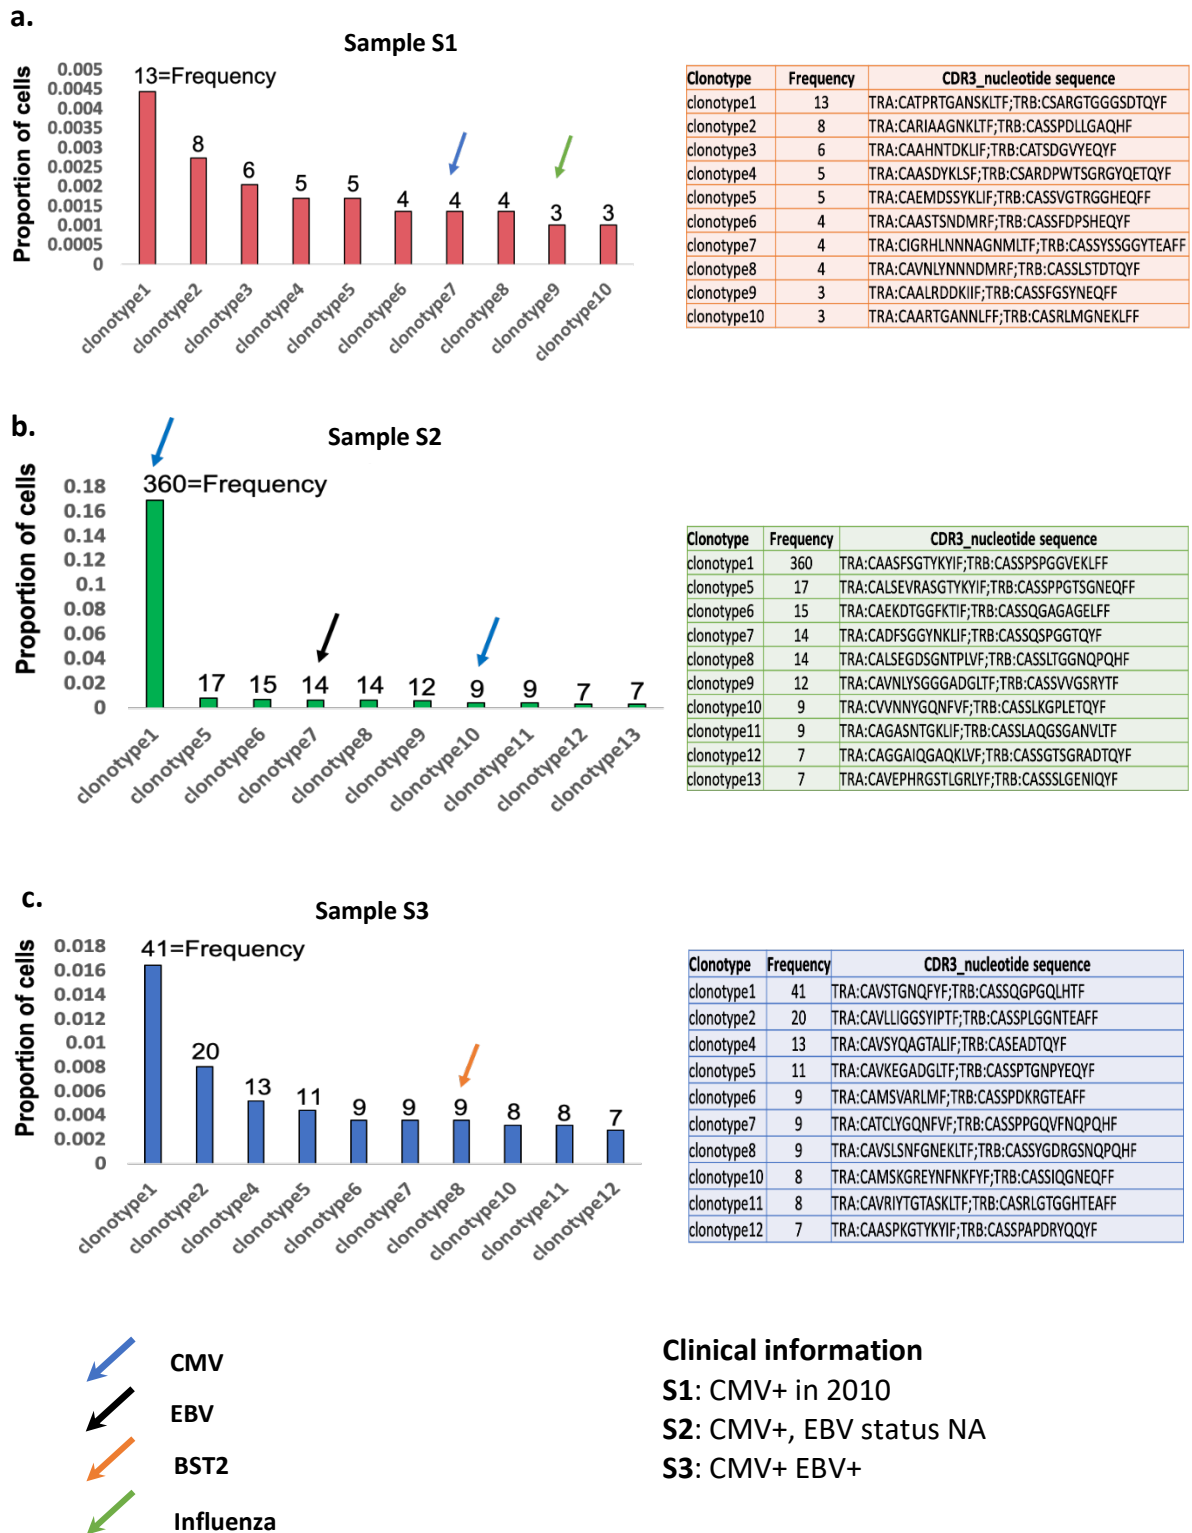 a.
Sample S1
Proportion of cells
0.005
0.0045
0.004
0.0035
0.003
0.0025
0.002
0.0015
0.001
0.0005
0
13=Frequency
8
6
5
5
4
4
4
3
3
clonotype1
clonotype2
clonotype3
clonotype4
clonotype5
clonotype6
clonotype7
clonotype8
clonotype9
clonotype10
Clonotype Frequency CDR3_nucleotide sequence
clonotype1 13 TRA:CATPRTGANSKLTF;TRB:CSARGTGGGSDTQYF
clonotype2 8 TRA:CARIAAGNKLTF;TRB:CASSPDLLGAQHF
clonotype3 6 TRA:CAAHNTDKLIF;TRB:CATSDGVYEQYF
clonotype4 5 TRA:CAASDYKLSF;TRB:CSARDPWTSGRGYQETQYF
clonotype5 5 TRA:CAEMDSSYKLIF;TRB:CASSVGTRGGHEQFF
clonotype6 4 TRA:CAASTSNDMRF;TRB:CASSFDPSHEQYF
clonotype7 4 TRA:CIGRHLNNNAGNMLTF;TRB:CASSYSSGGYTEAFF
clonotype8 4 TRA:CAVNLYNNNDMRF;TRB:CASSLSTDTQYF
clonotype9 3 TRA:CAALRDDKIIF;TRB:CASSFGSYNEQFF
clonotype10 3 TRA:CAARTGANNLFF;TRB:CASRLMGNEKLFF
b.
Sample S2
Proportion of cells
0.18
0.16
0.14
0.12
0.1
0.08
0.06
0.04
0.02
0
360=Frequency
17
15
14
14
12
9
9
7
7
clonotype1
clonotype5
clonotype6
clonotype7
clonotype8
clonotype9
clonotype10
clonotype11
clonotype12
clonotype13
Clonotype Frequency CDR3_nucleotide sequence
clonotype1 360 TRA:CAASFSGTYKYIF;TRB:CASSPSPGGVEKLFF
clonotype5 17 TRA:CALSEVRASGTYKYIF;TRB:CASSPPGTSGNEQFF
clonotype6 15 TRA:CAEKDTGGFKTIF;TRB:CASSQGAGAGELFF
clonotype7 14 TRA:CADFSGGYNKLIF;TRB:CASSQSPGGTQYF
clonotype8 14 TRA:CALSEGDSGNTPLVF;TRB:CASSLTGGNQPQHF
clonotype9 12 TRA:CAVNLYSGGGADGLTF;TRB:CASSVVGSRYTF
clonotype10 9 TRA:CVVNNYGQNFVF;TRB:CASSLKGPLETQYF
clonotype11 9 TRA:CAGASNTGKLIF;TRB:CASSLAQGSGANVLTF
clonotype12 7 TRA:CAGGAIQGAQKLVF;TRB:CASSGTSGRADTQYF
clonotype13 7 TRA:CAVEPHRGSTLGRLYF;TRB:CASSSLGENIQYF
c.
Sample S3
Proportion of cells
0.018
0.016
0.014
0.012
0.01
0.008
0.006
0.004
0.002
0
41=Frequency
20
13
11
9
9
9
8
8
7
clonotype1
clonotype2
clonotype4
clonotype5
clonotype6
clonotype7
clonotype8
clonotype10
clonotype11
clonotype12
Clonotype Frequency CDR3_nucleotide sequence
clonotype1 41 TRA:CAVSTGNQFYF;TRB:CASSQGPGQLHTF
clonotype2 20 TRA:CAVLLIGGSYIPTF;TRB:CASSPLGGNTEAFF
clonotype4 13 TRA:CAVSYQAGTALIF;TRB:CASEADTQYF
clonotype5 11 TRA:CAVKEGADGLTF;TRB:CASSPTGNPYEQYF
clonotype6 9 TRA:CAMSVARLMF;TRB:CASSPDKRGTEAFF
clonotype7 9 TRA:CATCLYGQNFVF;TRB:CASSPPGQVFNQPQHF
clonotype8 9 TRA:CAVSLSNFGNEKLTF;TRB:CASSYGDRGSNQPQHF
clonotype10 8 TRA:CAMSKGREYNFNKFYF;TRB:CASSIQGNEQFF
clonotype11 8 TRA:CAVRIYTGTASKLTF;TRB:CASRLGTGGHTEAFF
clonotype12 7 TRA:CAASPKGTYKYIF;TRB:CASSPAPDRYQQYF
CMV
EBV
BST2
Influenza
Clinical information
S1: CMV+ in 2010
S2: CMV+, EBV status NA
S3: CMV+ EBV+